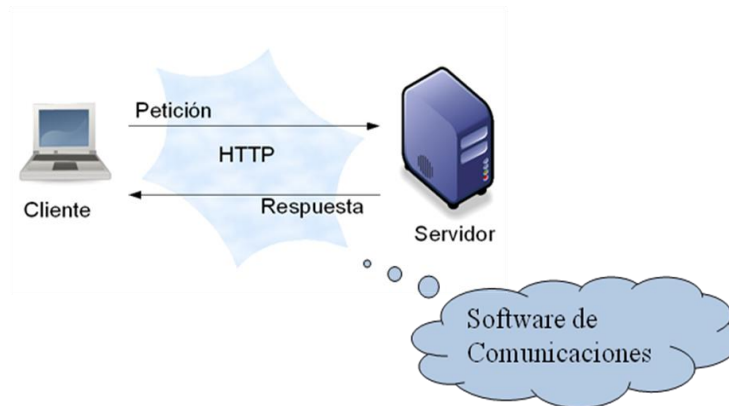 Petición
HTTP
Respuesta
Cliente
Servidor
Software de
Comunicaciones